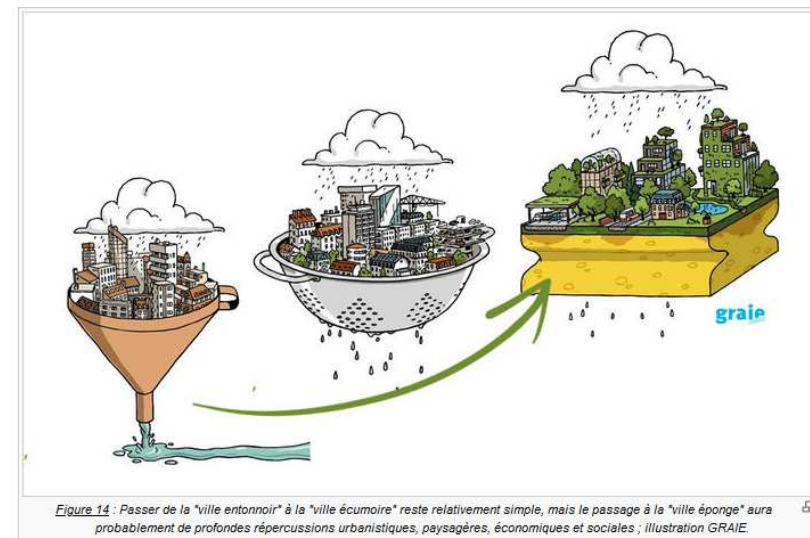 graie
Figure 14 : Passer de la "ville entonnoir" à la "ville écumoire" reste relativement simple, mais le passage à la "ville éponge" aura
probablement de profondes répercussions urbanistiques, paysagères, économiques et sociales ; illustration GRAIE.